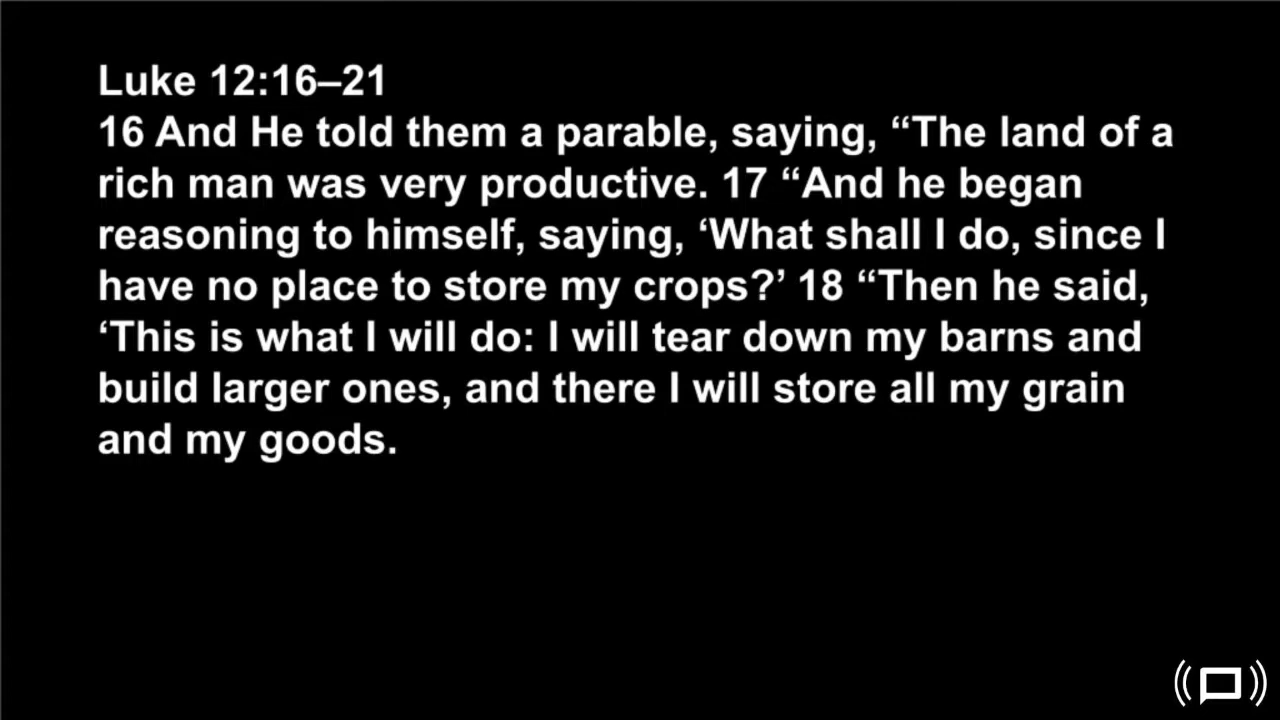 Luke 12:16–21
16 And He told them a parable, saying, “The land of a
rich man was very productive. 17 “And he began
reasoning to himself, saying, ‘What shall I do, since I
have no place to store my crops?’ 18 “Then he said,
‘This is what I will do: I will tear down my barns and
build larger ones, and there I will store all my grain
and my goods.